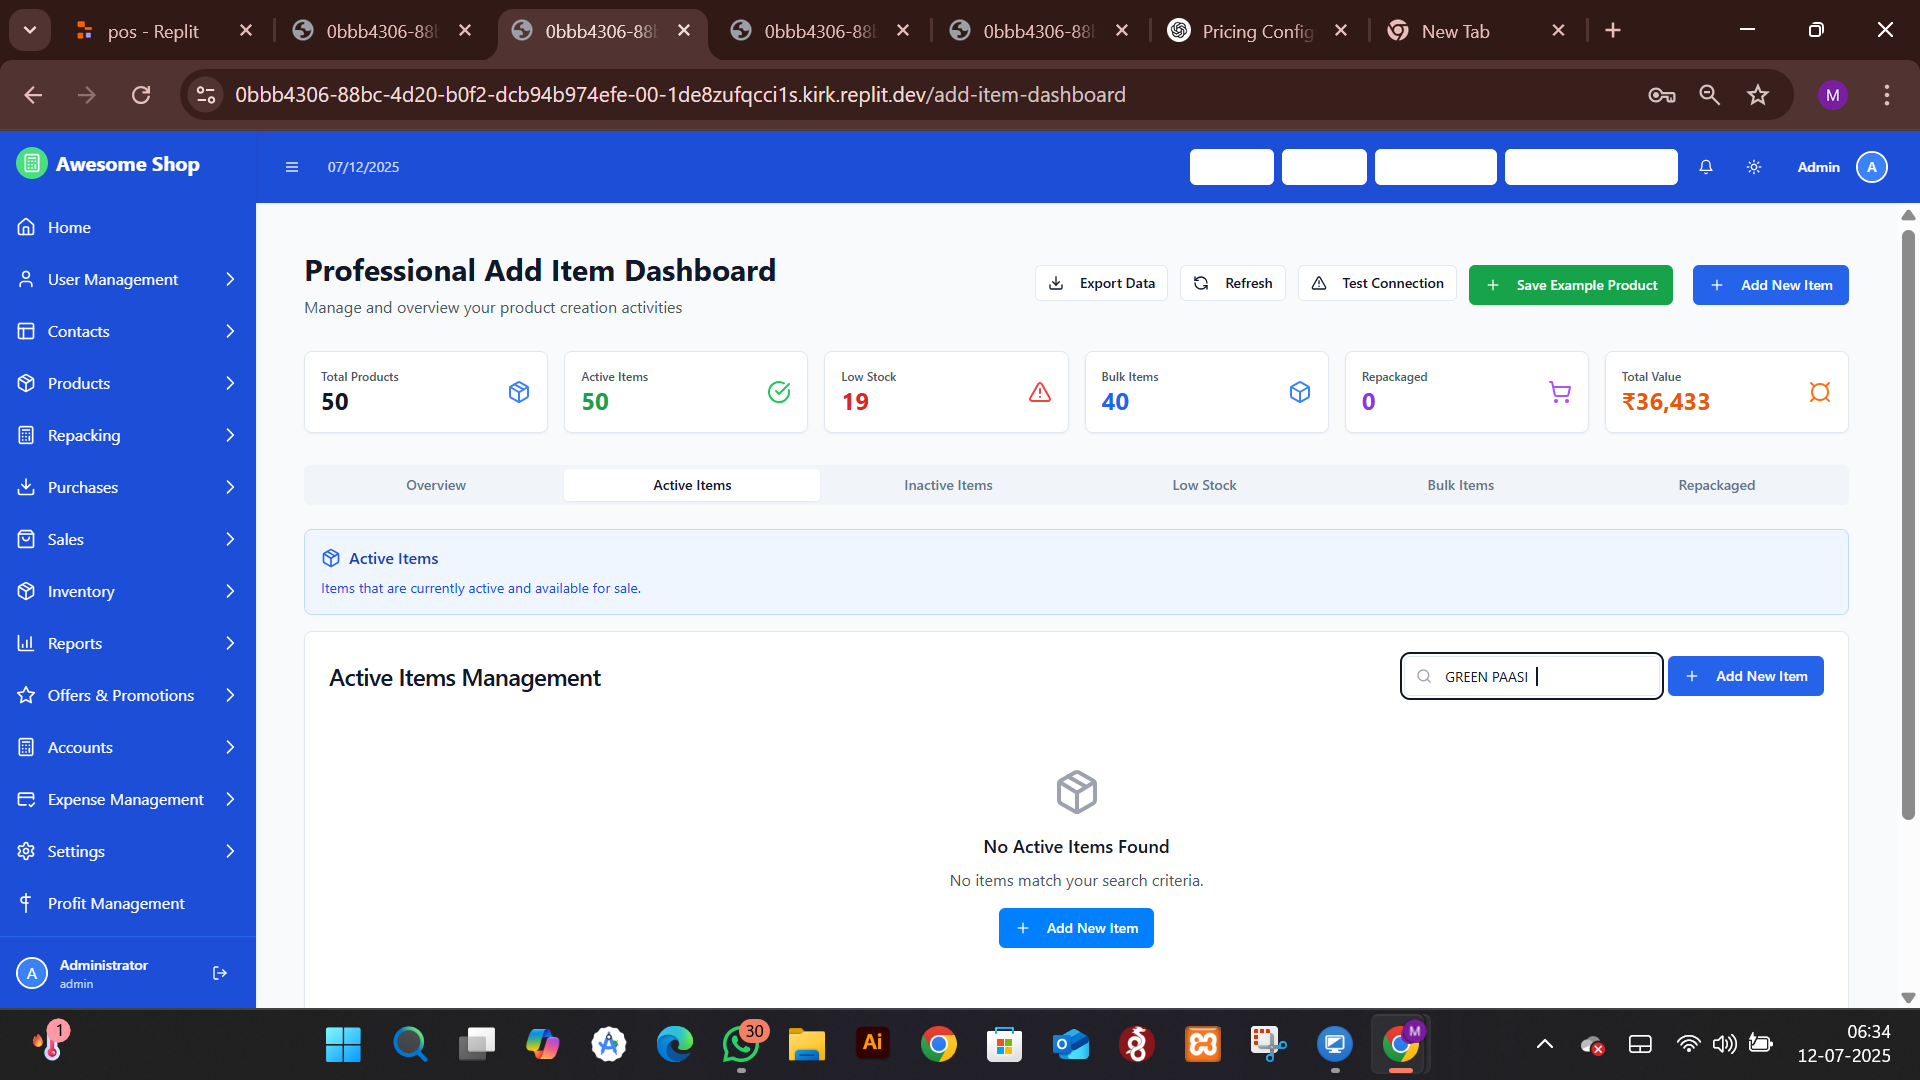 pos - Replit
0bbb4306-88b
0bbb4306-88b
0bbb4306-88b
0bbb4306-88b
Pricing Config
New Tab
0bbb4306-88bc-4d20-b0f2-dcb94b974efe-00-1de8zufqcci1s.kirk.replit.dev/add-item-dashboard
M
Awesome Shop
07/12/2025
Admin
A
Home
User Management
Contacts
Products
Repacking
Purchases
Sales
Inventory
Reports
Offers & Promotions
Accounts
Expense Management
Settings
Profit Management
A
Administrator
admin
Professional Add Item Dashboard
Manage and overview your product creation activities
Export Data
Refresh
Test Connection
Save Example Product
Add New Item
Total Products
50
Active Items
50
Low Stock
19
Bulk Items
40
Repackaged
0
Total Value
₹36,433
Overview
Active Items
Inactive Items
Low Stock
Bulk Items
Repackaged
Active Items
Items that are currently active and available for sale.
Active Items Management
GREEN PAASI
Add New Item
No Active Items Found
No items match your search criteria.
Add New Item
1
30
Ai
M
06:34
12-07-2025